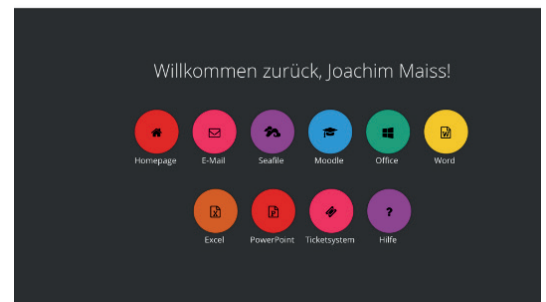 Willkommen zurück, Joachim Maiss!
Homepage E-Mail Seafile Moodle Office Word
Excel PowerPoint Ticketsystem Hilfe